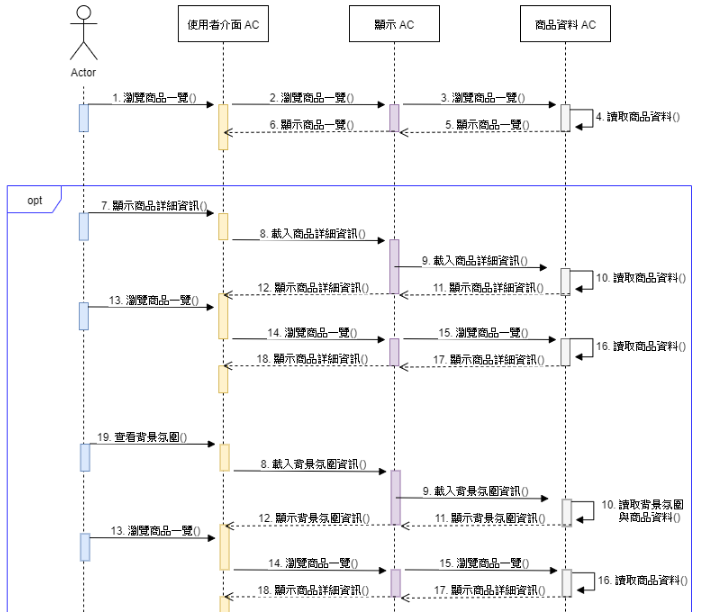 使用者介面 AC
顯示 AC
商品資料 AC
Actor
1. 瀏覽商品一覽()
2. 瀏覽商品一覽()
3. 瀏覽商品一覽()
4. 讀取商品資料()
6. 顯示商品一覽()
5. 顯示商品一覽()
opt
7. 顯示商品詳細資訊()
8. 載入商品詳細資訊()
9. 載入商品詳細資訊()
10. 讀取商品資料()
12. 顯示商品詳細資訊()
11. 顯示商品詳細資訊()
13. 瀏覽商品一覽()
14. 瀏覽商品一覽()
15. 瀏覽商品一覽()
16. 讀取商品資料()
18. 顯示商品詳細資訊()
17. 顯示商品詳細資訊()
19. 查看背景氛圍()
8. 載入背景氛圍資訊()
9. 載入背景氛圍資訊()
10. 讀取背景氛圍
與商品資料()
12. 顯示背景氛圍資訊()
11. 顯示背景氛圍資訊()
13. 瀏覽商品一覽()
14. 瀏覽商品一覽()
15. 瀏覽商品一覽()
16. 讀取商品資料()
18. 顯示商品詳細資訊()
17. 顯示商品詳細資訊()